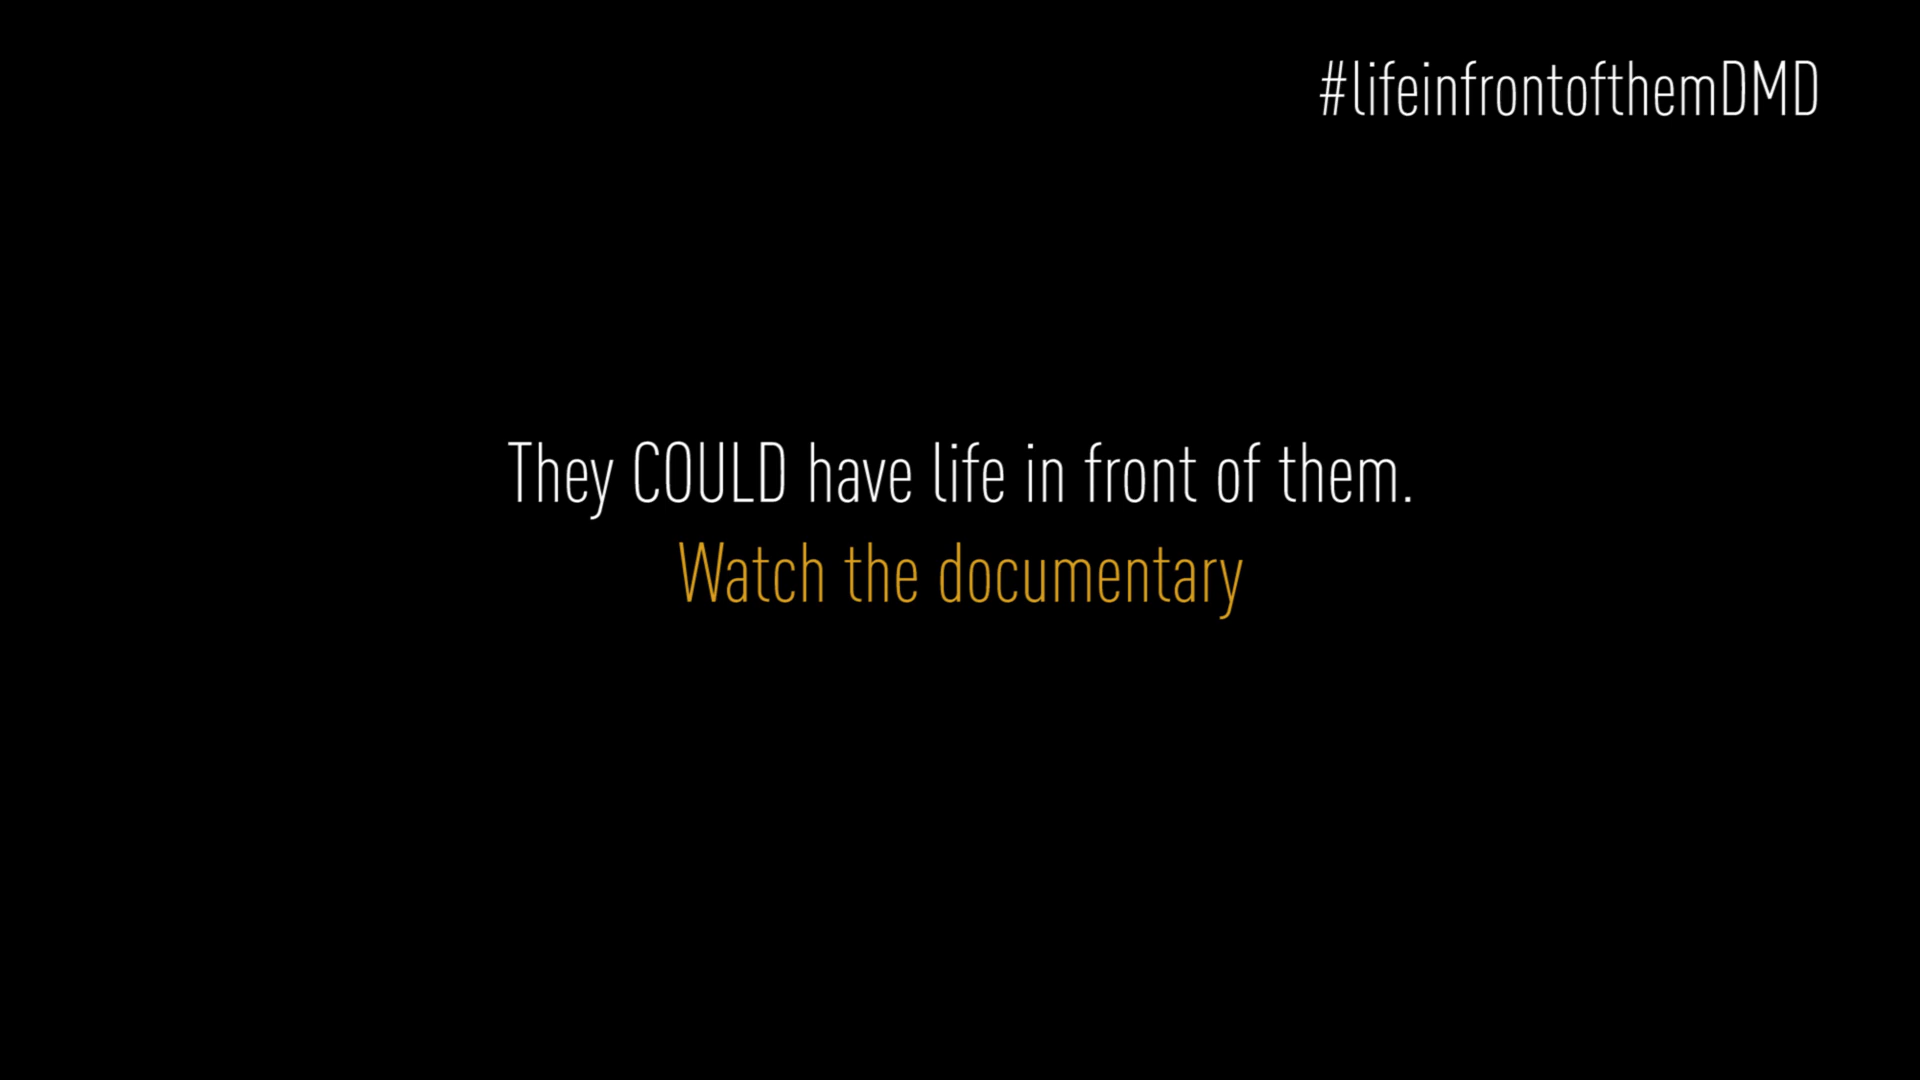 #lifeinfrontofthemDMD
They COULD have life in front of them.
Watch the documentary